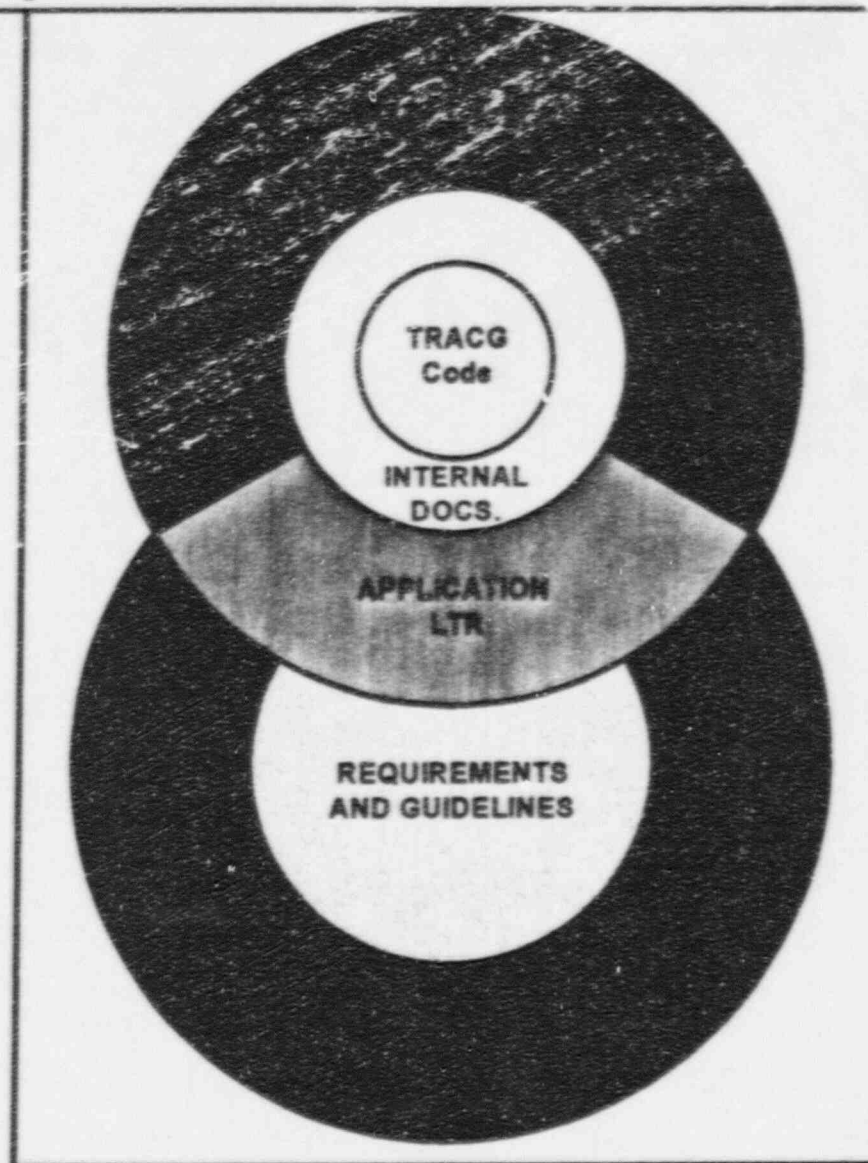 TRACG
Code
INTERNAL
DOCS.
APPLICATION
LTR
REQUIREMENTS
AND GUIDELINES